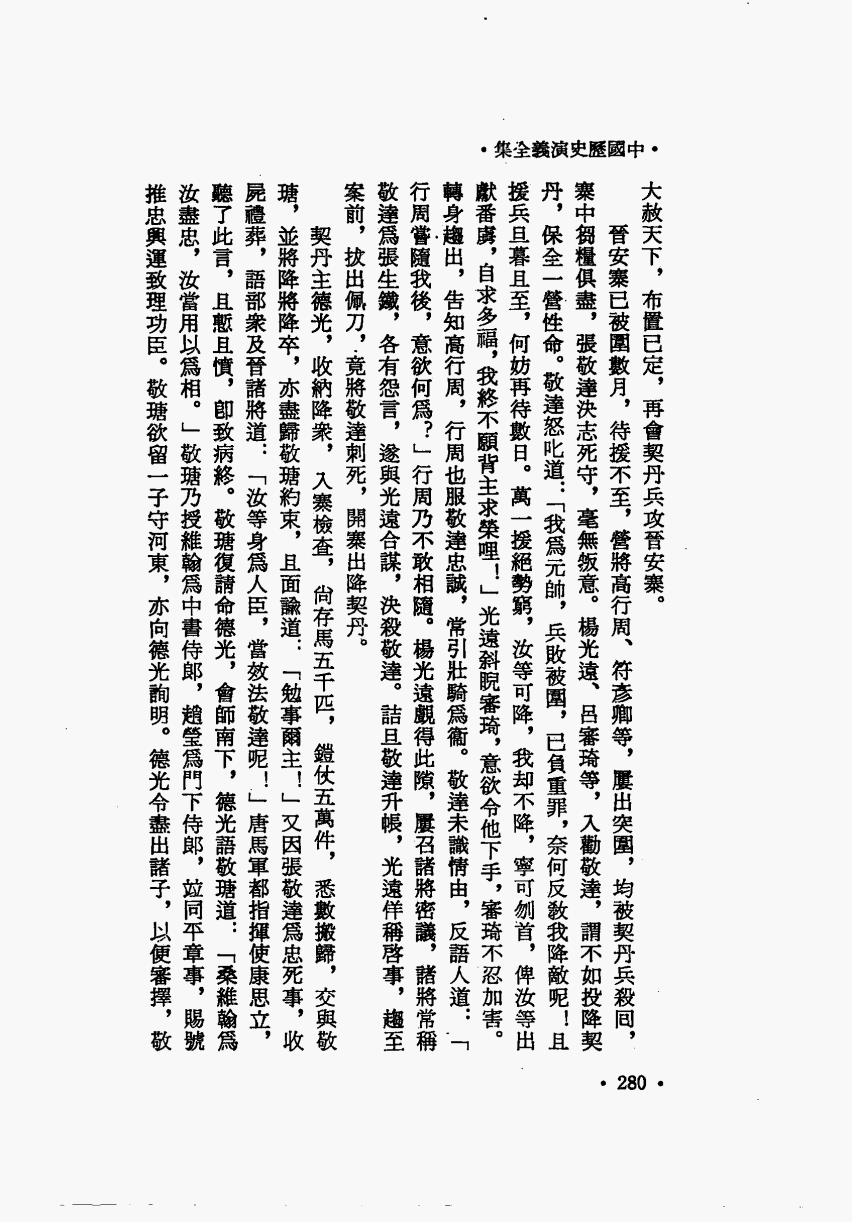 •中國歷史演義全集•
大赦天下，布置已定，再會契丹兵攻晉安寨。
晉安寨已被圍數月，待援不至，營將高行周、符彥卿等，屢出突圍，均被契丹兵殺回，
寨中芻糧俱盡，張敬達決志死守，毫無叛意。楊光遠、呂審琦等，入勸敬達，謂不如投降契
丹，保全一營性命。敬達怒叱道：「我爲元帥，兵敗被圍，已負重罪，奈何反教我降敵呢！且
援兵旦暮且至，何妨再待數日。萬一援絕勢窮，汝等可降，我却不降，寧可刎首，俾汝等出
獻番虜，自求多福，我終不願背主求榮哩！」光遠斜睨審琦，意欲令他下手，審琦不忍加害。
轉身趨出，告知高行周，行周也服敬達忠誠，常引壯騎爲衞。敬達未識情由，反語人道：「
行周嘗隨我後，意欲何爲？」行周乃不敢相隨。楊光遠覷得此隙，屢召諸將密議，諸將常稱
敬達爲張生鐵，各有怨言，遂與光遠合謀，決殺敬達。詰旦敬達升帳，光遠佯稱啓事，趨至
案前，拔出佩刀，竟將敬達刺死，開寨出降契丹。
契丹主德光，收納降衆，入寨檢查，尙存馬五千匹，鎧仗五萬件，悉數搬歸，交與敬
瑭，並將降將降卒，亦盡歸敬瑭約束，且面諭道：「勉事爾主！」又因張敬達爲忠死事，收
屍禮葬，語部衆及晉諸將道：「汝等身爲人臣，當效法敬達呢！」唐馬軍都指揮使康思立，
聽了此言，且慙且憤，卽致病終。敬瑭復請命德光，會師南下，德光語敬瑭道：「桑維翰爲
汝盡忠，汝當用以爲相。」敬瑭乃授維翰爲中書侍郎，趙瑩爲門下侍郎，竝同平章事，賜號
推忠興運致理功臣。敬瑭欲留一子守河東，亦向德光詢明。德光令盡出諸子，以便審擇，敬
•280•